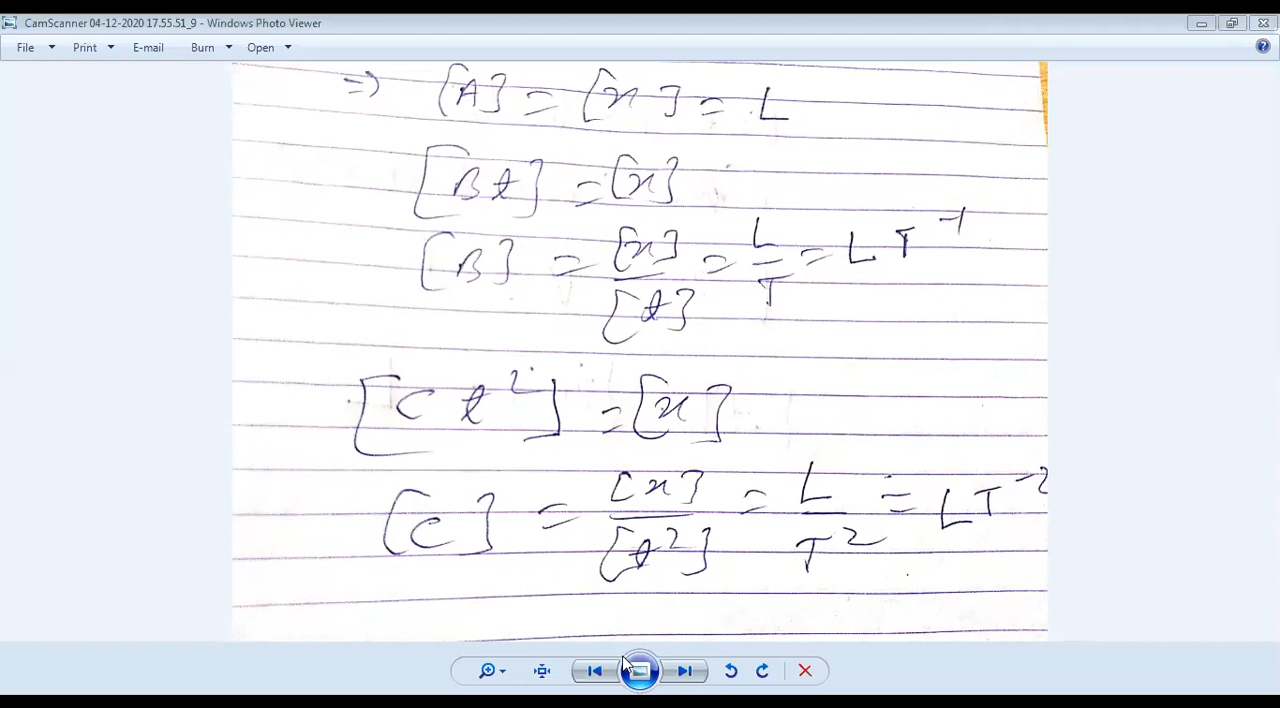 CamScanner 04-12-2020 17.55.51_9 - Windows Photo Viewer
File Print E-mail Burn Open
=> [A] = [x] = L
[Bt] = [x]
[B] = [x]/[t] = L/T = LT⁻¹
[Ct²] = [x]
[C] = [x]/[t²] = L/T² = LT⁻²